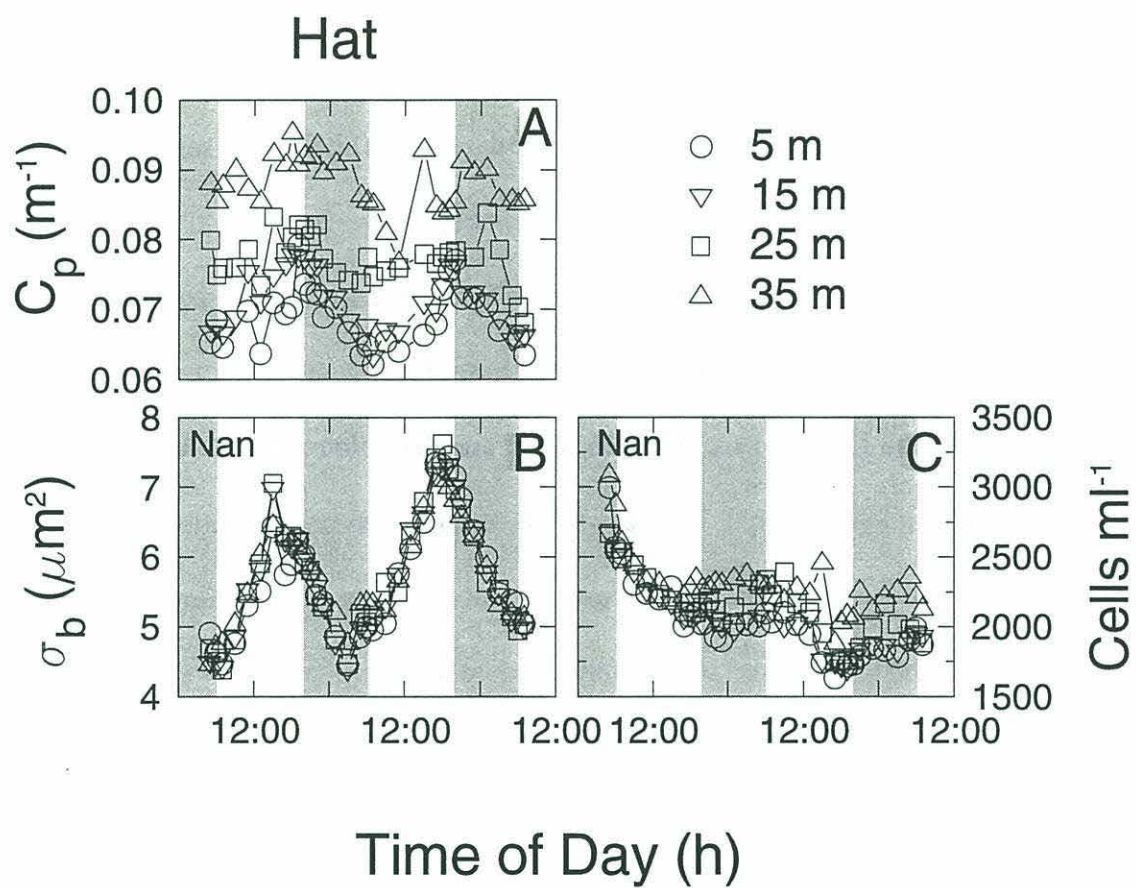 Hat
0.10
0.09
0.08
0.07
0.06
C_p (m⁻¹)
A
5 m
15 m
25 m
35 m
8
7
6
5
4
σ_b (μm²)
Nan
B
Nan
C
3500
3000
2500
2000
1500
Cells ml⁻¹
12:00 12:00 12:00 12:00 12:00 12:00
Time of Day (h)